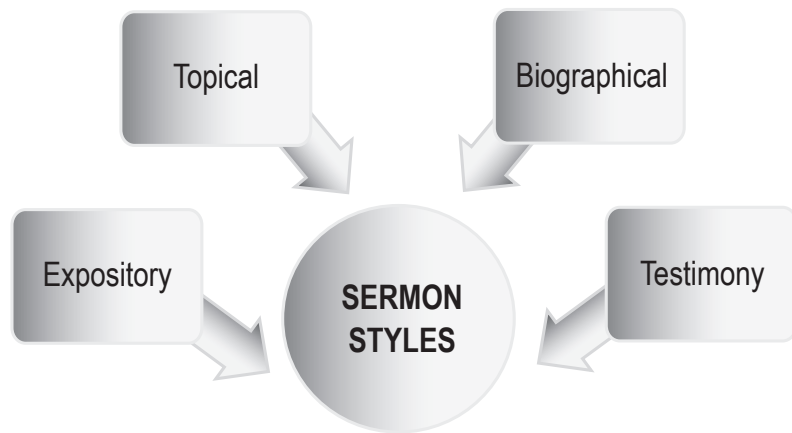 Topical
Biographical
Expository
SERMON
STYLES
Testimony